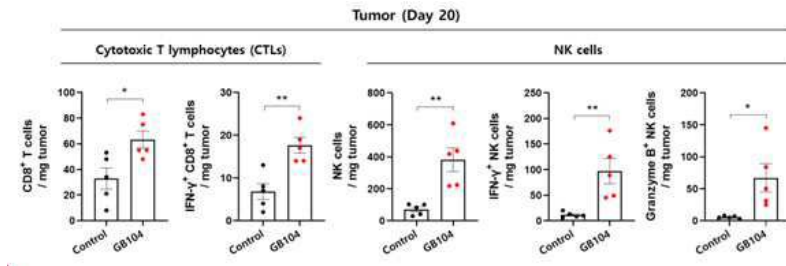 Tumor (Day 20)
Cytotoxic T lymphocytes (CTLs)
NK cells
CD8⁺ T cells
/ mg tumor
100
80
60
40
20
0
*
Control
GB104
IFN-γ⁺ CD8⁺ T cells
/ mg tumor
30
20
10
0
**
Control
GB104
NK cells
/ mg tumor
800
600
400
200
0
**
Control
GB104
IFN-γ⁺ NK cells
/ mg tumor
250
200
150
100
50
0
**
Control
GB104
Granzyme B⁺ NK cells
/ mg tumor
200
150
100
50
0
*
Control
GB104